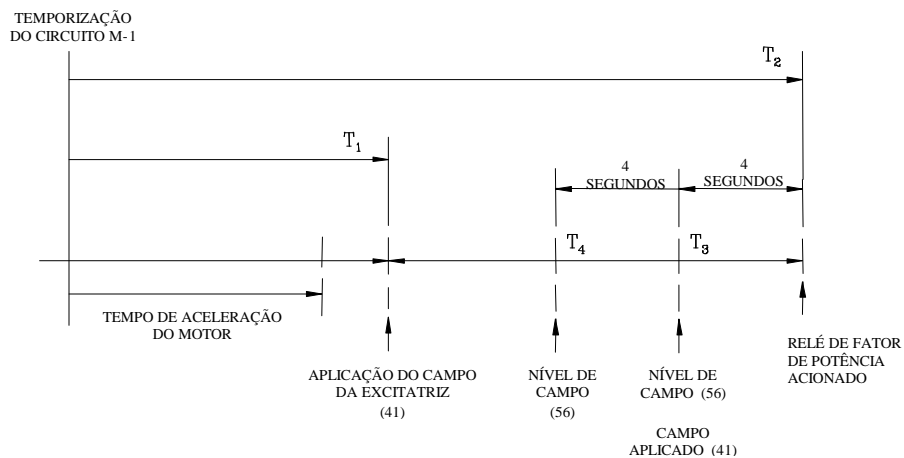 TEMPORIZAÇÃO
DO CIRCUITO M-1
T2
T1
4
SEGUNDOS
4
SEGUNDOS
T4
T3
TEMPO DE ACELERAÇÃO
DO MOTOR
RELÉ DE FATOR
DE POTÊNCIA
ACIONADO
APLICAÇÃO DO CAMPO
DA EXCITATRIZ
(41)
NÍVEL DE
CAMPO
(56)
NÍVEL DE
CAMPO (56)
CAMPO
APLICADO (41)